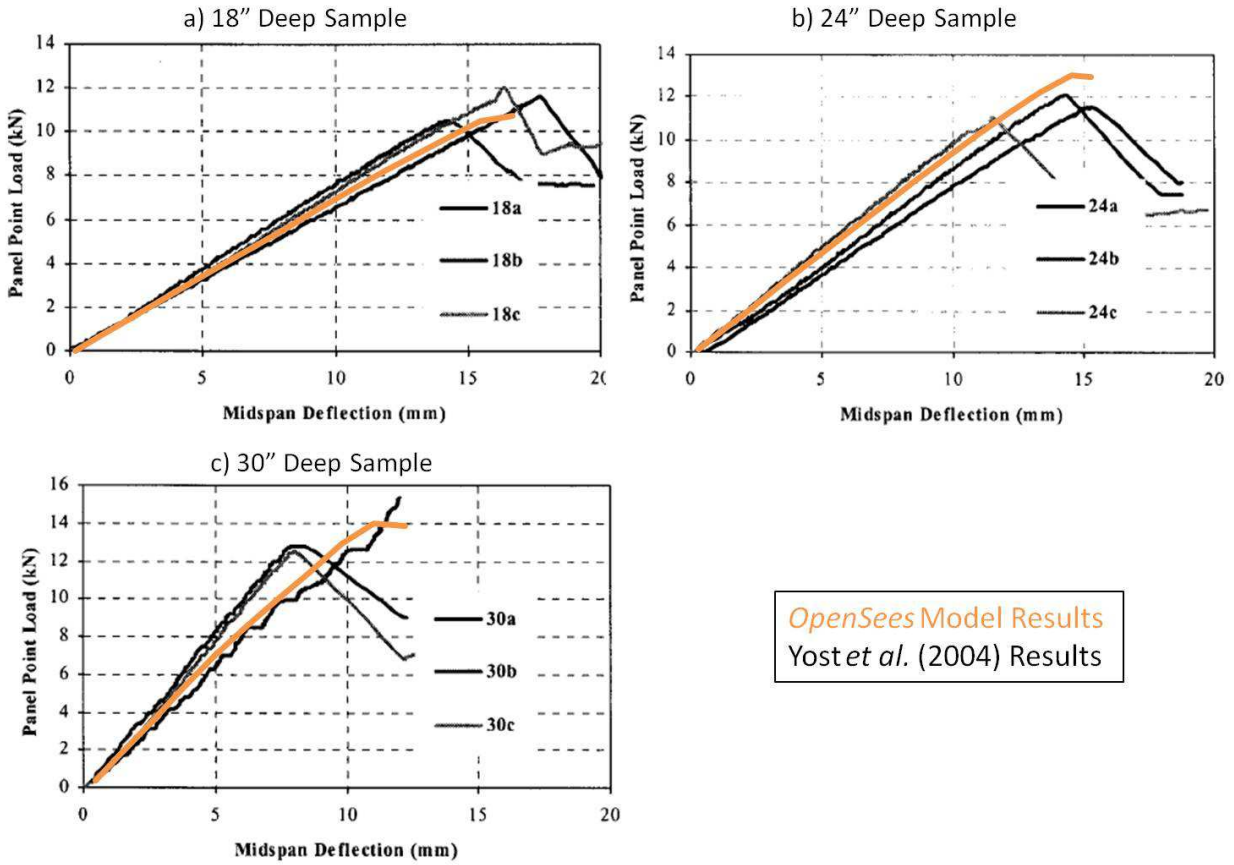 a) 18” Deep Sample
14
12
10
8
6
4
2
0
Panel Point Load (kN)
18a
18b
18c
0 5 10 15 20
Midspan Deflection (mm)
b) 24” Deep Sample
14
12
10
8
6
4
2
0
Panel Point Load (kN)
24a
24b
24c
0 5 10 15 20
Midspan Deflection (mm)
c) 30” Deep Sample
16
14
12
10
8
6
4
2
0
Panel Point Load (kN)
30a
30b
30c
0 5 10 15 20
Midspan Deflection (mm)
OpenSees Model Results
Yost et al. (2004) Results